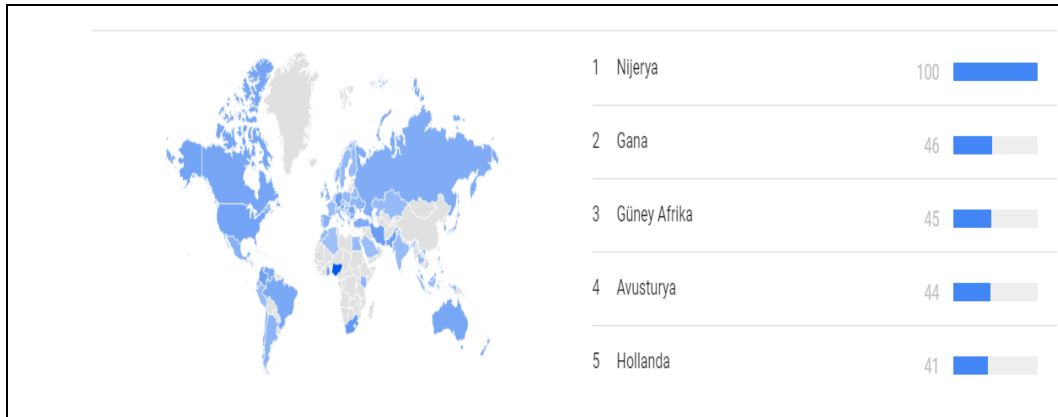 1 Nijerya 100
2 Gana 46
3 Güney Afrika 45
4 Avusturya 44
5 Hollanda 41